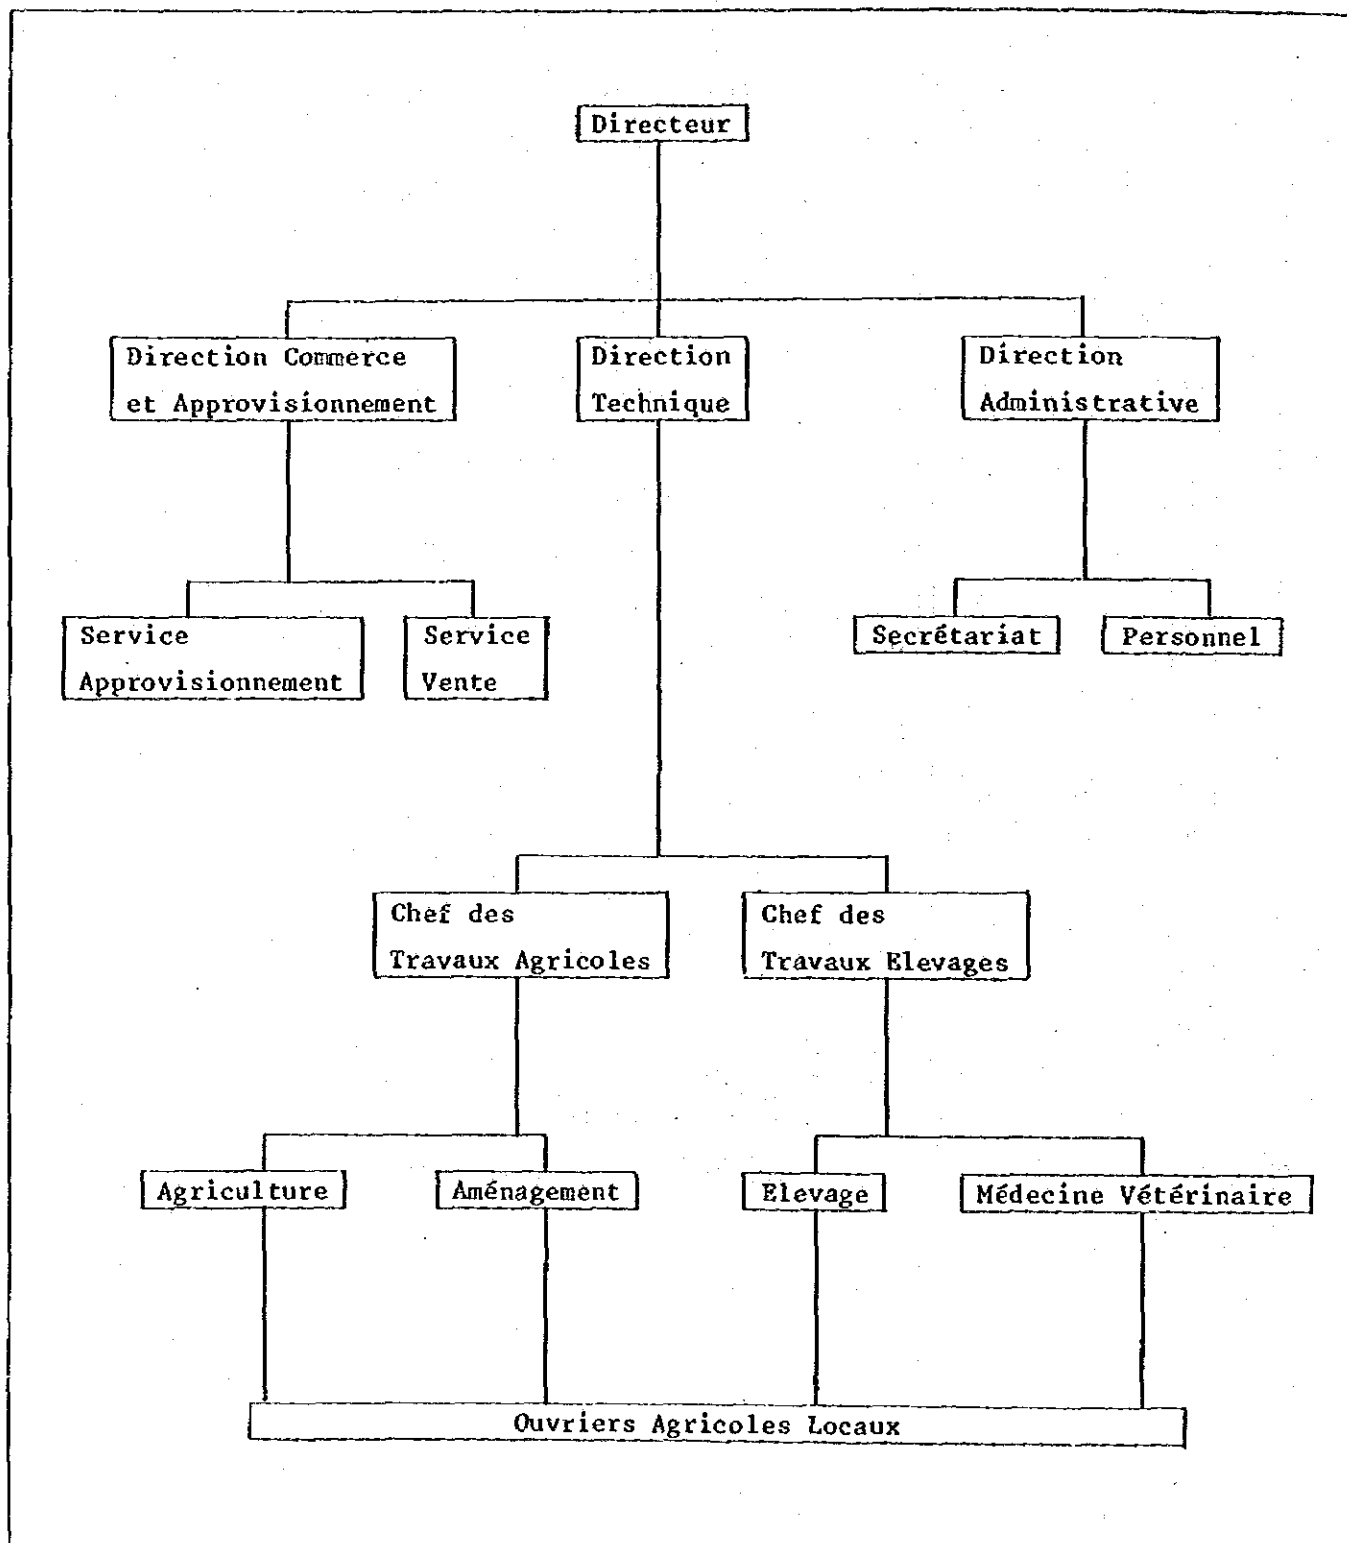 Directeur
Direction Commerce
et Approvisionnement
Direction
Technique
Direction
Administrative
Service
Approvisionnement
Service
Vente
Secrétariat
Personnel
Chef des
Travaux Agricoles
Chef des
Travaux Elevages
Agriculture
Aménagement
Elevage
Médecine Vétérinaire
Ouvriers Agricoles Locaux